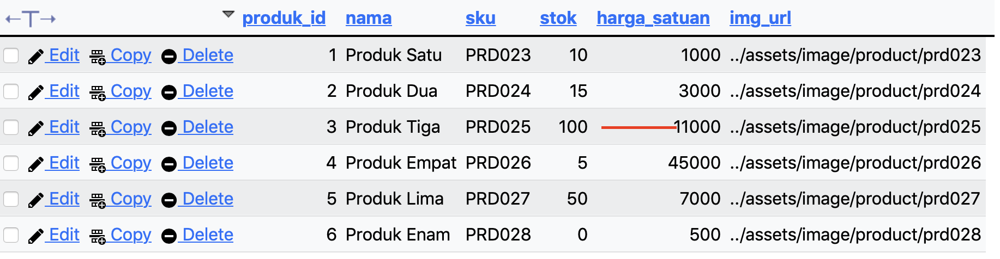 ←T→ produk_id nama sku stok harga_satuan img_url
Edit Copy Delete 1 Produk Satu PRD023 10 1000 ../assets/image/product/prd023
Edit Copy Delete 2 Produk Dua PRD024 15 3000 ../assets/image/product/prd024
Edit Copy Delete 3 Produk Tiga PRD025 100 11000 ../assets/image/product/prd025
Edit Copy Delete 4 Produk Empat PRD026 5 45000 ../assets/image/product/prd026
Edit Copy Delete 5 Produk Lima PRD027 50 7000 ../assets/image/product/prd027
Edit Copy Delete 6 Produk Enam PRD028 0 500 ../assets/image/product/prd028